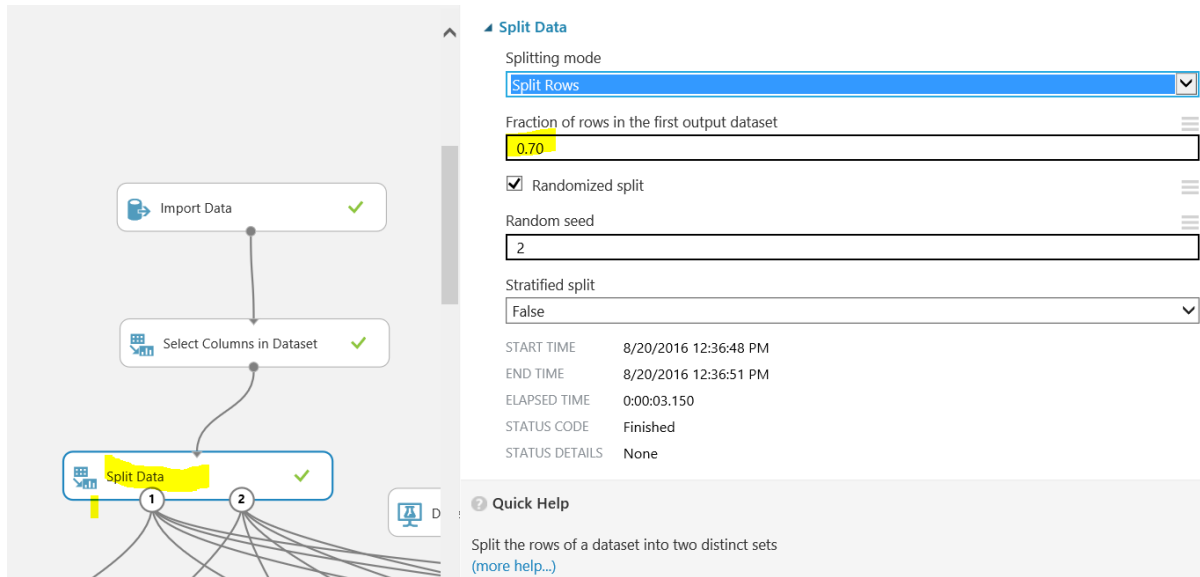 Import Data
Select Columns in Dataset
Split Data
1
2
D
Split Data
Splitting mode
Split Rows
Fraction of rows in the first output dataset
0.70
Randomized split
Random seed
2
Stratified split
False
START TIME 8/20/2016 12:36:48 PM
END TIME 8/20/2016 12:36:51 PM
ELAPSED TIME 0:00:03.150
STATUS CODE Finished
STATUS DETAILS None
Quick Help
Split the rows of a dataset into two distinct sets
(more help...)